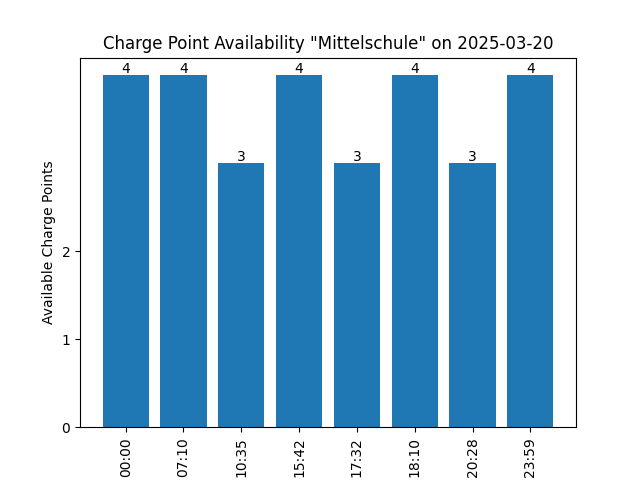 Charge Point Availability "Mittelschule" on 2025-03-20
4 4 3 4 3 4 3 4
Available Charge Points
2
1
0
00:00 07:10 10:35 15:42 17:32 18:10 20:28 23:59